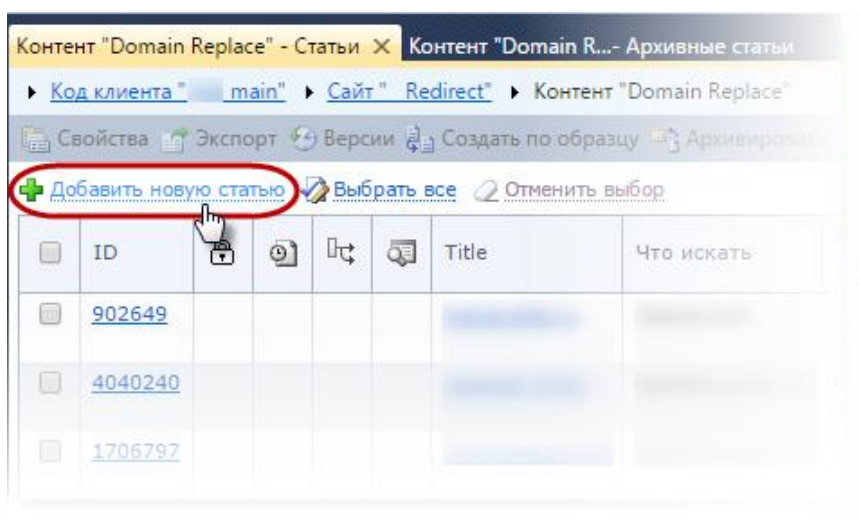 Контент "Domain Replace" - Статьи Контент "Domain R...- Архивные статьи
Код клиента " main" Сайт " Redirect" Контент "Domain Replace"
Свойства Экспорт Версии Создать по образцу Архивировать
Добавить новую статью Выбрать все Отменить выбор
ID Title Что искать
902649
4040240
1706797